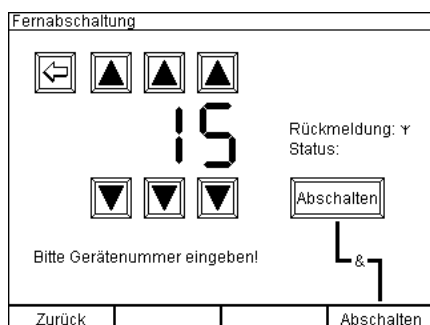 Fernabschaltung
15
Rückmeldung:
Status:
Abschalten
Bitte Gerätenummer eingeben!
&
Zurück
Abschalten